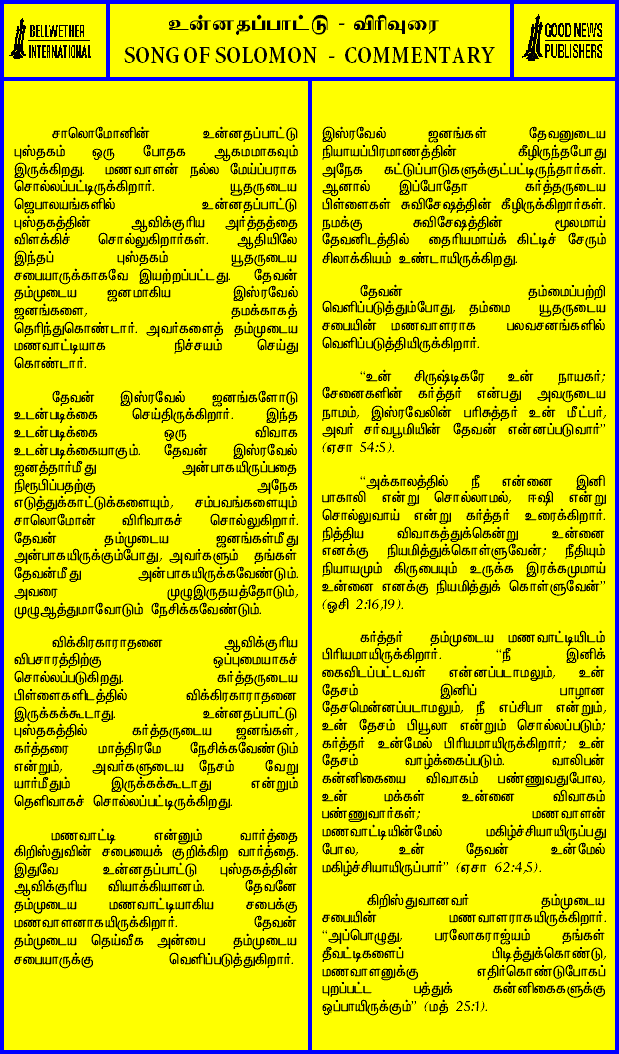 BELLWETHER
INTERNATIONAL
உன்னதப்பாட்டு - விரிவுரை
SONG OF SOLOMON - COMMENTARY
GOOD NEWS
PUBLISHERS
சாலொமோனின் உன்னதப்பாட்டு
புஸ்தகம் ஒரு போதக ஆகமமாகவும்
இருக்கிறது. மணவாளன் நல்ல மேய்ப்பராக
சொல்லப்பட்டிருக்கிறார். யூதருடைய
ஜெபாலயங்களில் உன்னதப்பாட்டு
புஸ்தகத்தின் ஆவிக்குரிய அர்த்தத்தை
விளக்கிச் சொல்லுகிறார்கள். ஆதியிலே
இந்தப் புஸ்தகம் யூதருடைய
சபையாருக்காகவே இயற்றப்பட்டது. தேவன்
தம்முடைய ஜனமாகிய இஸ்ரவேல்
ஜனங்களை, தமக்காகத்
தெரிந்துகொண்டார். அவர்களைத் தம்முடைய
மணவாட்டியாக நிச்சயம் செய்து
கொண்டார்.
தேவன் இஸ்ரவேல் ஜனங்களோடு
உடன்படிக்கை செய்திருக்கிறார். இந்த
உடன்படிக்கை ஒரு விவாக
உடன்படிக்கையாகும். தேவன் இஸ்ரவேல்
ஜனத்தார்மீது அன்பாகயிருப்பதை
நிரூபிப்பதற்கு அநேக
எடுத்துக்காட்டுக்களையும், சம்பவங்களையும்
சாலொமோன் விரிவாகச் சொல்லுகிறார்.
தேவன் தம்முடைய ஜனங்கள்மீது
அன்பாகயிருக்கும்போது, அவர்களும் தங்கள்
தேவன்மீது அன்பாகயிருக்கவேண்டும்.
அவரை முழுஇருதயத்தோடும்,
முழுஆத்துமாவோடும் நேசிக்கவேண்டும்.
விக்கிரகாராதனை ஆவிக்குரிய
விபசாரத்திற்கு ஒப்புமையாகச்
சொல்லப்படுகிறது. கர்த்தருடைய
பிள்ளைகளிடத்தில் விக்கிரகாராதனை
இருக்கக்கூடாது. உன்னதப்பாட்டு
புஸ்தகத்தில் கர்த்தருடைய ஜனங்கள்,
கர்த்தரை மாத்திரமே நேசிக்கவேண்டும்
என்றும், அவர்களுடைய நேசம் வேறு
யார்மீதும் இருக்கக்கூடாது என்றும்
தெளிவாகச் சொல்லப்பட்டிருக்கிறது.
மணவாட்டி என்னும் வார்த்தை
கிறிஸ்துவின் சபையைக் குறிக்கிற வார்த்தை.
இதுவே உன்னதப்பாட்டு புஸ்தகத்தின்
ஆவிக்குரிய வியாக்கியானம். தேவனே
தம்முடைய மணவாட்டியாகிய சபைக்கு
மணவாளனாகயிருக்கிறார். தேவன்
தம்முடைய தெய்வீக அன்பை தம்முடைய
சபையாருக்கு வெளிப்படுத்துகிறார்.
இஸ்ரவேல் ஜனங்கள் தேவனுடைய
நியாயப்பிரமாணத்தின் கீழிருந்தபோது
அநேக கட்டுப்பாடுகளுக்குட்பட்டிருந்தார்கள்.
ஆனால் இப்போதோ கர்த்தருடைய
பிள்ளைகள் சுவிசேஷத்தின் கீழிருக்கிறார்கள்.
நமக்கு சுவிசேஷத்தின் மூலமாய்
தேவனிடத்தில் தைரியமாய்க் கிட்டிச் சேரும்
சிலாக்கியம் உண்டாயிருக்கிறது.
தேவன் தம்மைப்பற்றி
வெளிப்படுத்தும்போது, தம்மை யூதருடைய
சபையின் மணவாளராக பலவசனங்களில்
வெளிப்படுத்தியிருக்கிறார்.
“உன் சிருஷ்டிகரே உன் நாயகர்;
சேனைகளின் கர்த்தர் என்பது அவருடைய
நாமம், இஸ்ரவேலின் பரிசுத்தர் உன் மீட்பர்,
அவர் சர்வபூமியின் தேவன் என்னப்படுவார்”
(ஏசா 54:5).
“அக்காலத்தில் நீ என்னை இனி
பாகாலி என்று சொல்லாமல், ஈஷி என்று
சொல்லுவாய் என்று கர்த்தர் உரைக்கிறார்.
நித்திய விவாகத்துக்கென்று உன்னை
எனக்கு நியமித்துக்கொள்ளுவேன்; நீதியும்
நியாயமும் கிருபையும் உருக்க இரக்கமுமாய்
உன்னை எனக்கு நியமித்துக் கொள்ளுவேன்”
(ஓசி 2:16,19).
கர்த்தர் தம்முடைய மணவாட்டியிடம்
பிரியமாயிருக்கிறார். “நீ இனிக்
கைவிடப்பட்டவள் என்னப்படாமலும், உன்
தேசம் இனிப் பாழான
தேசமென்னப்படாமலும், நீ எப்சிபா என்றும்,
உன் தேசம் பியூலா என்றும் சொல்லப்படும்;
கர்த்தர் உன்மேல் பிரியமாயிருக்கிறார்; உன்
தேசம் வாழ்க்கைப்படும். வாலிபன்
கன்னிகையை விவாகம் பண்ணுவதுபோல,
உன் மக்கள் உன்னை விவாகம்
பண்ணுவார்கள்; மணவாளன்
மணவாட்டியின்மேல் மகிழ்ச்சியாயிருப்பது
போல, உன் தேவன் உன்மேல்
மகிழ்ச்சியாயிருப்பார்” (ஏசா 62:4,5).
கிறிஸ்துவானவர் தம்முடைய
சபையின் மணவாளராகயிருக்கிறார்.
“அப்பொழுது, பரலோகராஜ்யம் தங்கள்
தீவட்டிகளைப் பிடித்துக்கொண்டு,
மணவாளனுக்கு எதிர்கொண்டுபோகப்
புறப்பட்ட பத்துக் கன்னிகைகளுக்கு
ஒப்பாயிருக்கும்” (மத் 25:1).